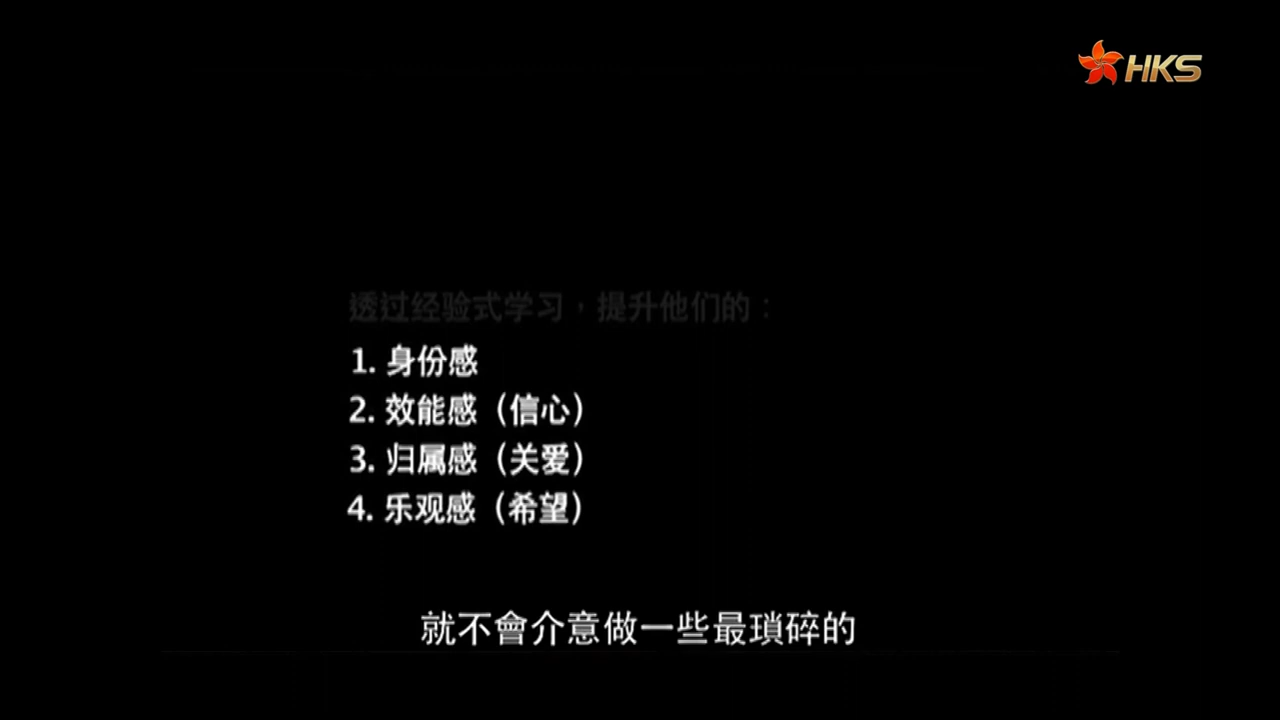 HKS
透过经验式学习，提升他们的：
1. 身份感
2. 效能感（信心）
3. 归属感（关爱）
4. 乐观感（希望）
就不會介意做一些最瑣碎的